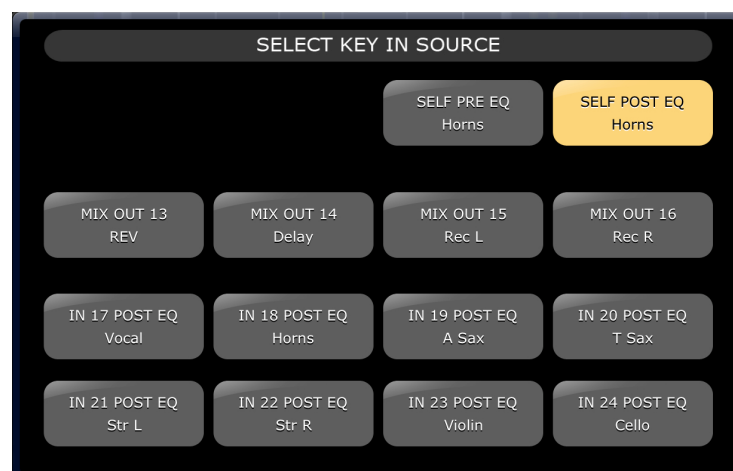 SELECT KEY IN SOURCE
SELF PRE EQ
Horns
SELF POST EQ
Horns
MIX OUT 13
REV
MIX OUT 14
Delay
MIX OUT 15
Rec L
MIX OUT 16
Rec R
IN 17 POST EQ
Vocal
IN 18 POST EQ
Horns
IN 19 POST EQ
A Sax
IN 20 POST EQ
T Sax
IN 21 POST EQ
Str L
IN 22 POST EQ
Str R
IN 23 POST EQ
Violin
IN 24 POST EQ
Cello